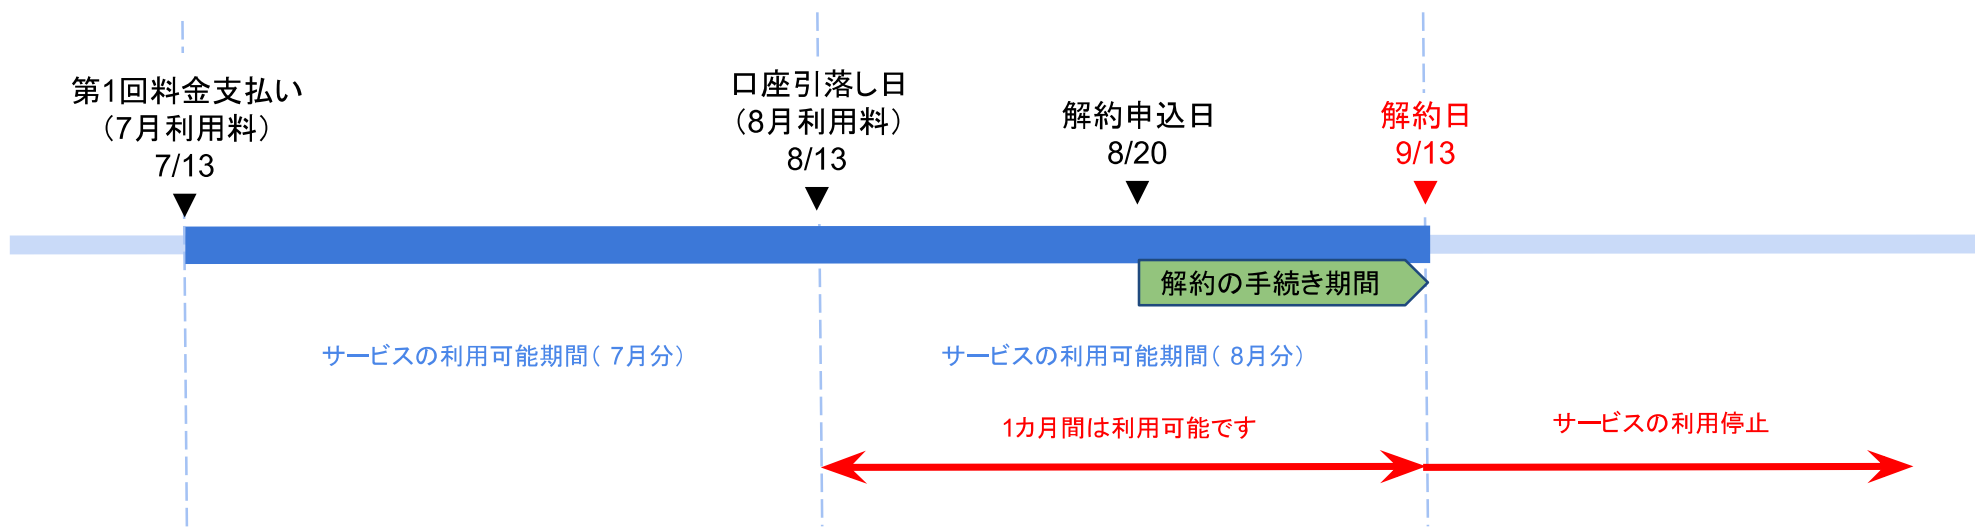 第1回料金支払い
（7月利用料）
7/13
口座引落し日
（8月利用料）
8/13
解約申込日
8/20
解約日
9/13
解約の手続き期間
サービスの利用可能期間（ 7月分）
サービスの利用可能期間（ 8月分）
1カ月間は利用可能です
サービスの利用停止